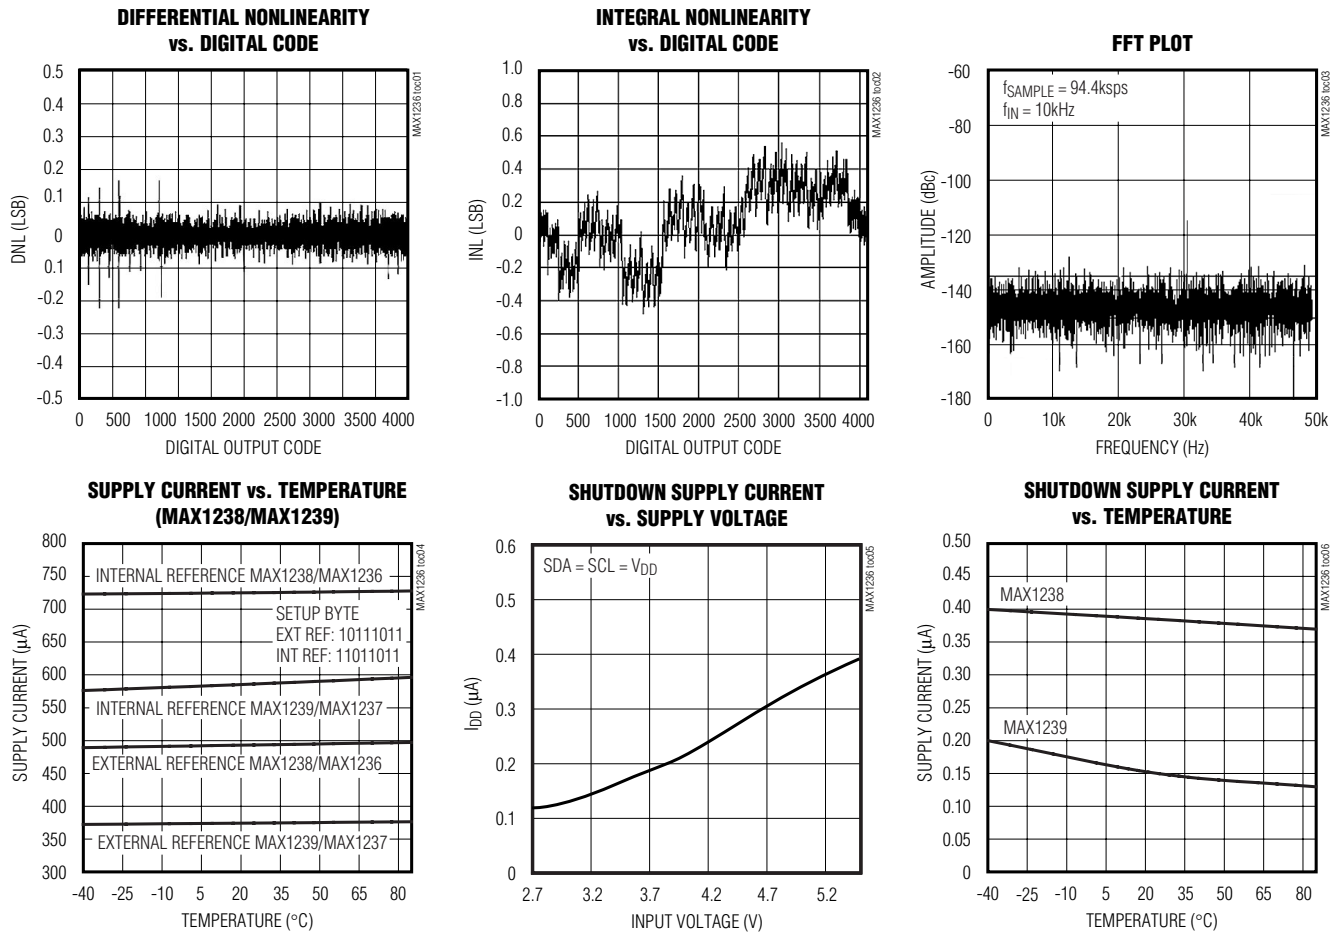 DIFFERENTIAL NONLINEARITY
vs. DIGITAL CODE
MAX1236 toc01
DNL (LSB)
0.5
0.4
0.3
0.2
0.1
0
0.1
-0.2
-0.3
-0.4
-0.5
0 500 1000 1500 2000 3000 3000 3500 4000
DIGITAL OUTPUT CODE
INTEGRAL NONLINEARITY
vs. DIGITAL CODE
MAX1236 toc02
INL (LSB)
1.0
0.8
0.6
0.4
0.2
0
-0.2
-0.4
-0.6
-0.8
-1.0
0 500 1000 1500 2000 2500 3000 3500 4000
DIGITAL OUTPUT CODE
FFT PLOT
MAX1236 toc03
fSAMPLE = 94.4ksps
fIN = 10kHz
AMPLITUDE (dBc)
-60
-80
-100
-120
-140
-160
-180
0 10k 20k 30k 40k 50k
FREQUENCY (Hz)
SUPPLY CURRENT vs. TEMPERATURE
(MAX1238/MAX1239)
MAX1236 toc04
SUPPLY CURRENT (μA)
800
750
700
650
600
550
500
450
400
350
300
INTERNAL REFERENCE MAX1238/MAX1236
SETUP BYTE
EXT REF: 10111011
INT REF: 11011011
INTERNAL REFERENCE MAX1239/MAX1237
EXTERNAL REFERENCE MAX1238/MAX1236
EXTERNAL REFERENCE MAX1239/MAX1237
-40 -25 -10 5 20 35 50 65 80
TEMPERATURE (°C)
SHUTDOWN SUPPLY CURRENT
vs. SUPPLY VOLTAGE
MAX1236 toc05
SDA = SCL = VDD
IDD (μA)
0.6
0.5
0.4
0.3
0.2
0.1
0
2.7 3.2 3.7 4.2 4.7 5.2
INPUT VOLTAGE (V)
SHUTDOWN SUPPLY CURRENT
vs. TEMPERATURE
MAX1236 toc06
SUPPLY CURRENT (μA)
0.50
0.45
0.40
0.35
0.30
0.25
0.20
0.15
0.10
0.05
0
MAX1238
MAX1239
-40 -25 -10 5 20 35 50 65 80
TEMPERATURE (°C)